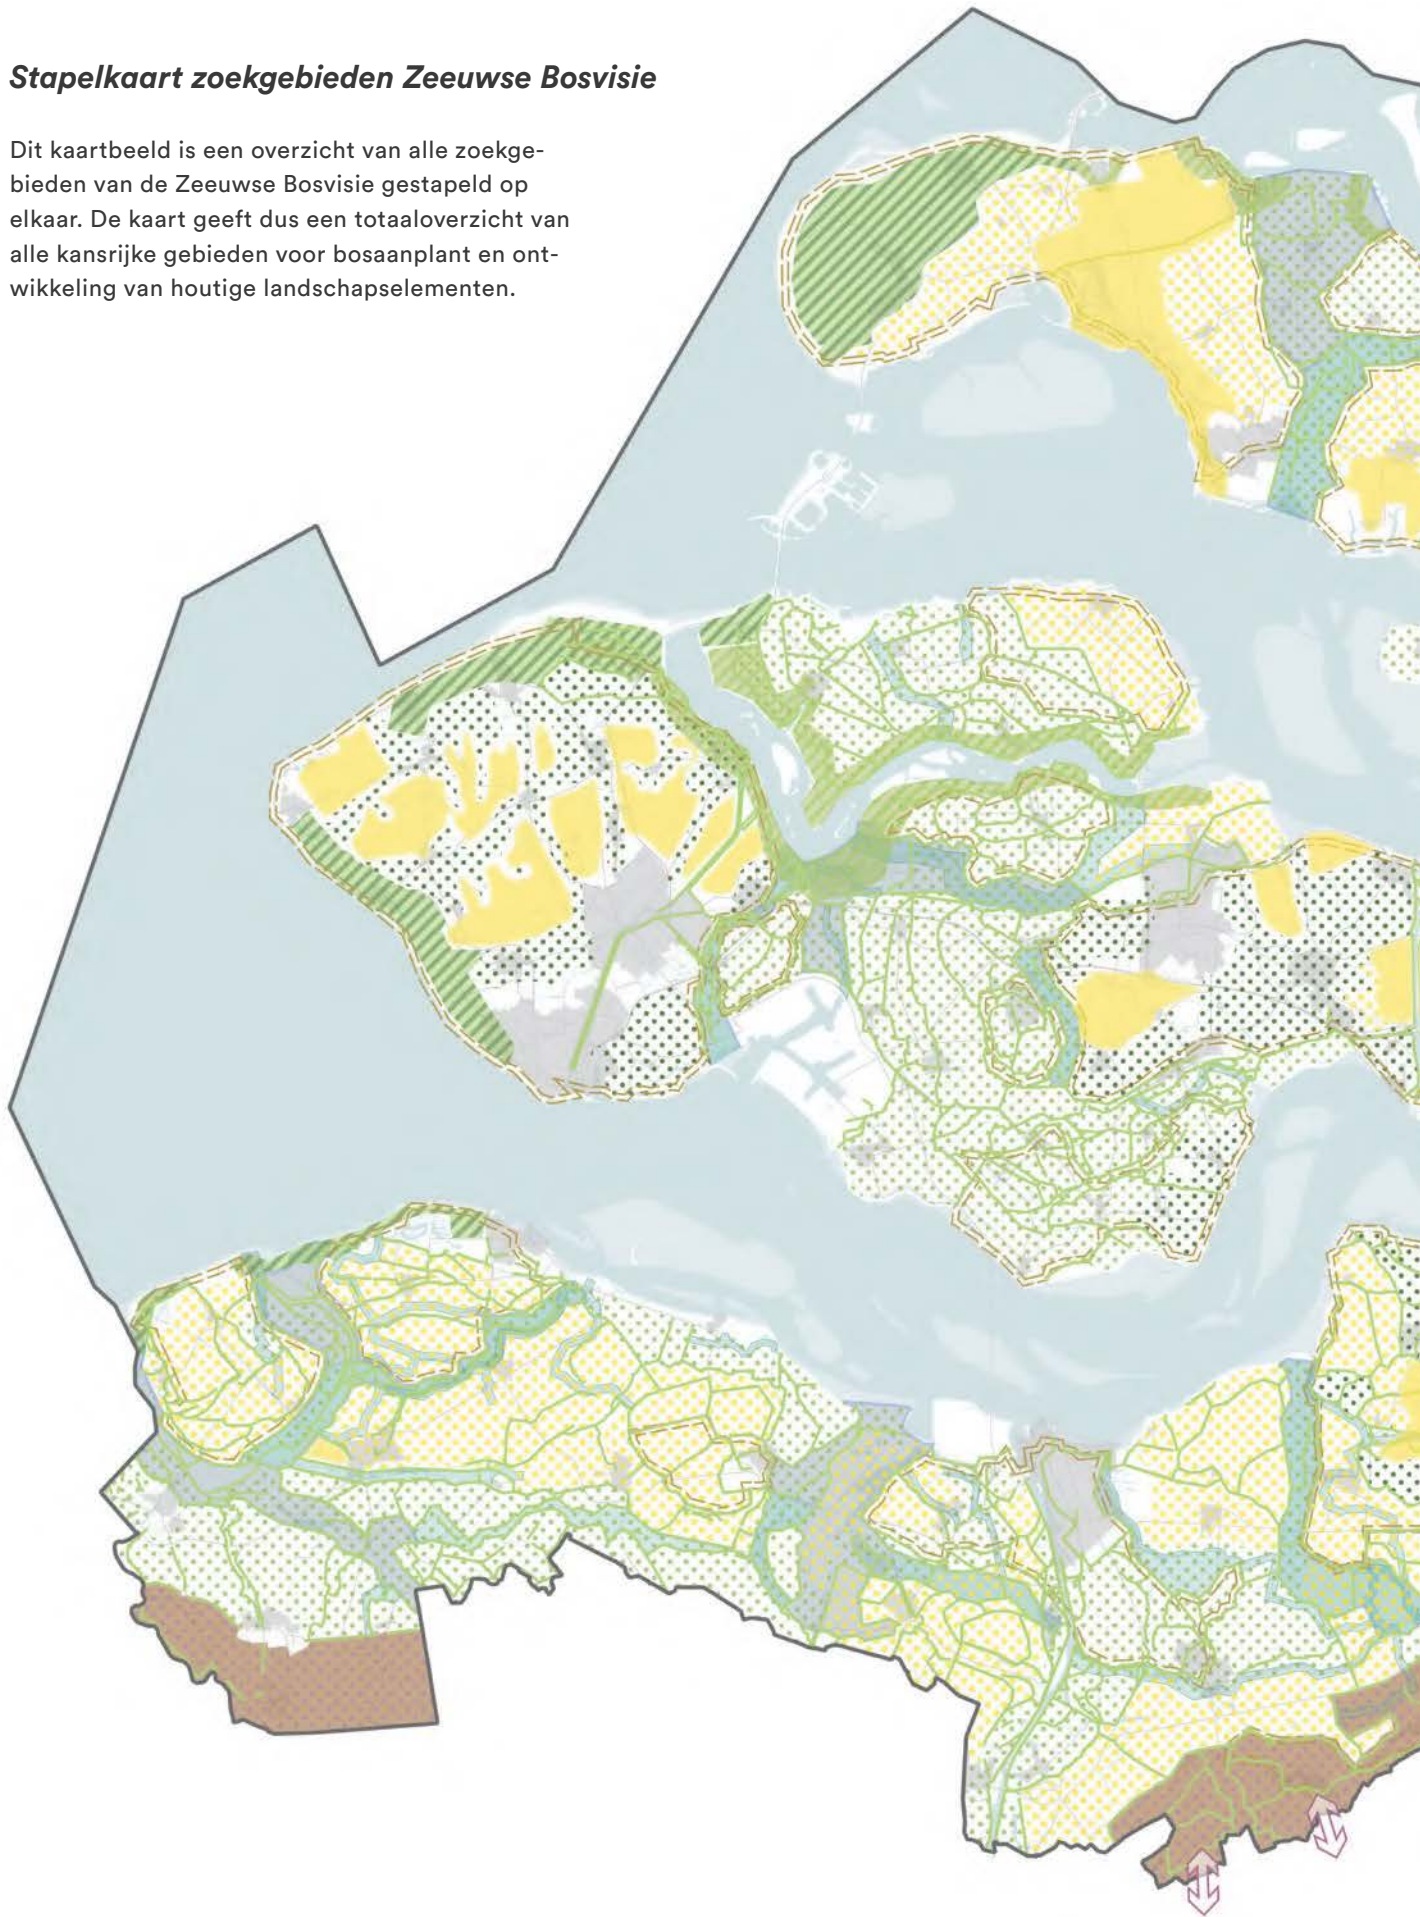 Stapelkaart zoekgebieden Zeeuwse Bosvisie
Dit kaartbeeld is een overzicht van alle zoekge-
bieden van de Zeeuwse Bosvisie gestapeld op
elkaar. De kaart geeft dus een totaaloverzicht van
alle kansrijke gebieden voor bosaanplant en ont-
wikkeling van houtige landschapselementen.